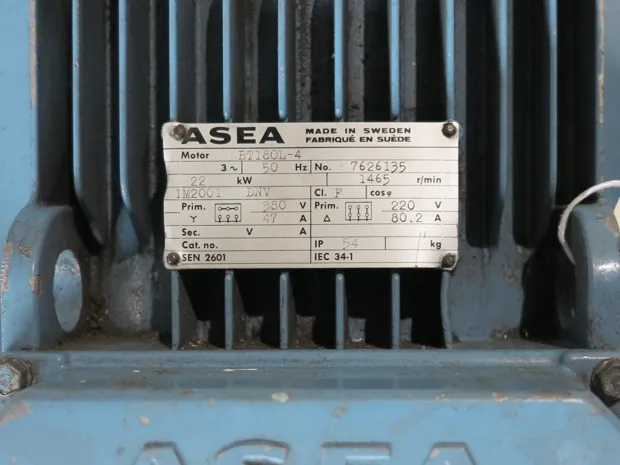 ASEA MADE IN SWEDEN
FABRIQUÉ EN SUÈDE
Motor BT180L-4
3 ~ 50 Hz No. 7626135
22 kW 1465 r/min
IM2001 DNV Cl. F cosφ
Prim. 380 V Prim. 220 V
Y 47 A Δ 80.2 A
Sec. V A
Cat. no. IP 54 kg
SEN 2601 IEC 34-1
ASEA